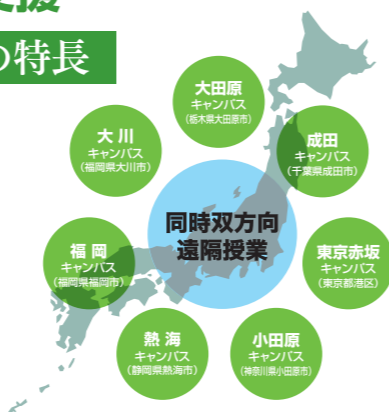 の特長
大田原
キャンパス
(栃木県大田原市)
大川
キャンパス
(福岡県大川市)
成田
キャンパス
(千葉県成田市)
同時双方向
遠隔授業
福岡
キャンパス
(福岡県福岡市)
東京赤坂
キャンパス
(東京都港区)
熱海
キャンパス
(静岡県熱海市)
小田原
キャンパス
(神奈川県小田原市)